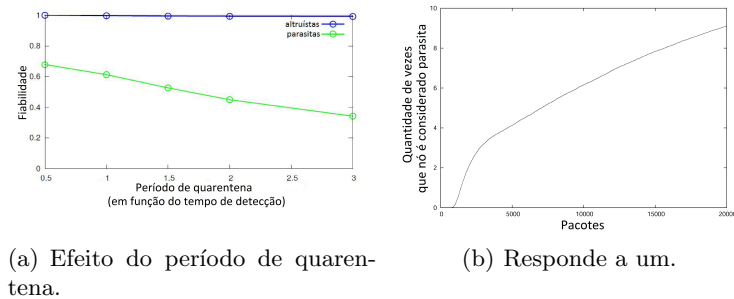 altruístas
parasitas
Fiabilidade
1
0.8
0.6
0.4
0.2
0
0.5
1
1.5
2
2.5
3
Período de quarentena
(em função do tempo de detecção)
(a) Efeito do período de quaren-
tena.
Quantidade de vezes
que nó é considerado parasita
10
8
6
4
2
0
0
5000
10000
15000
20000
Pacotes
(b) Responde a um.